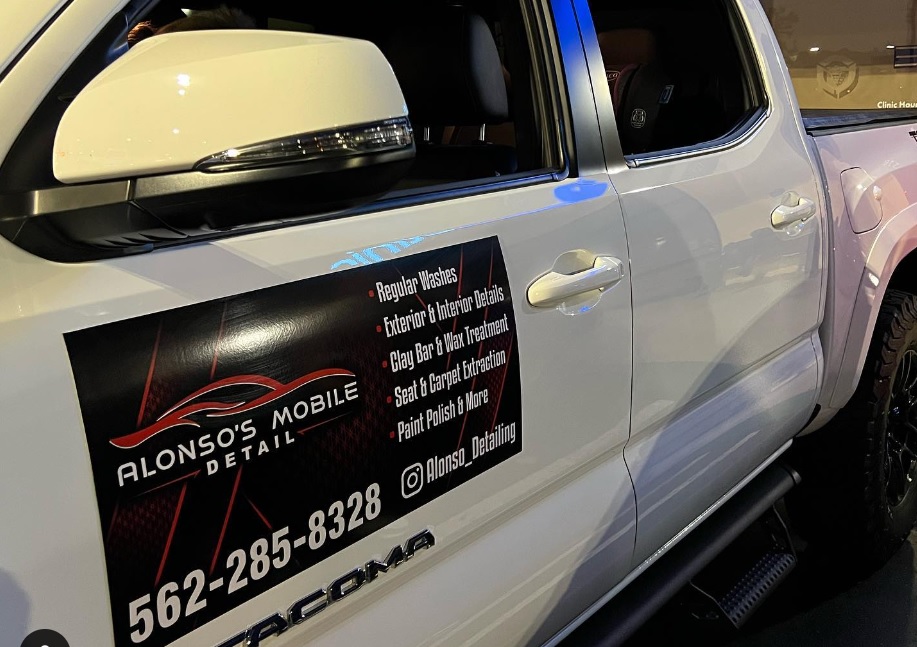 ALONSO'S MOBILE
DETAIL
562-285-8328
• Regular Washes
• Exterior & Interior Details
• Clay Bar & Wax Treatment
• Seat & Carpet Extraction
• Paint Polish & More
Alonso_Detailing
TACOMA
Clinic